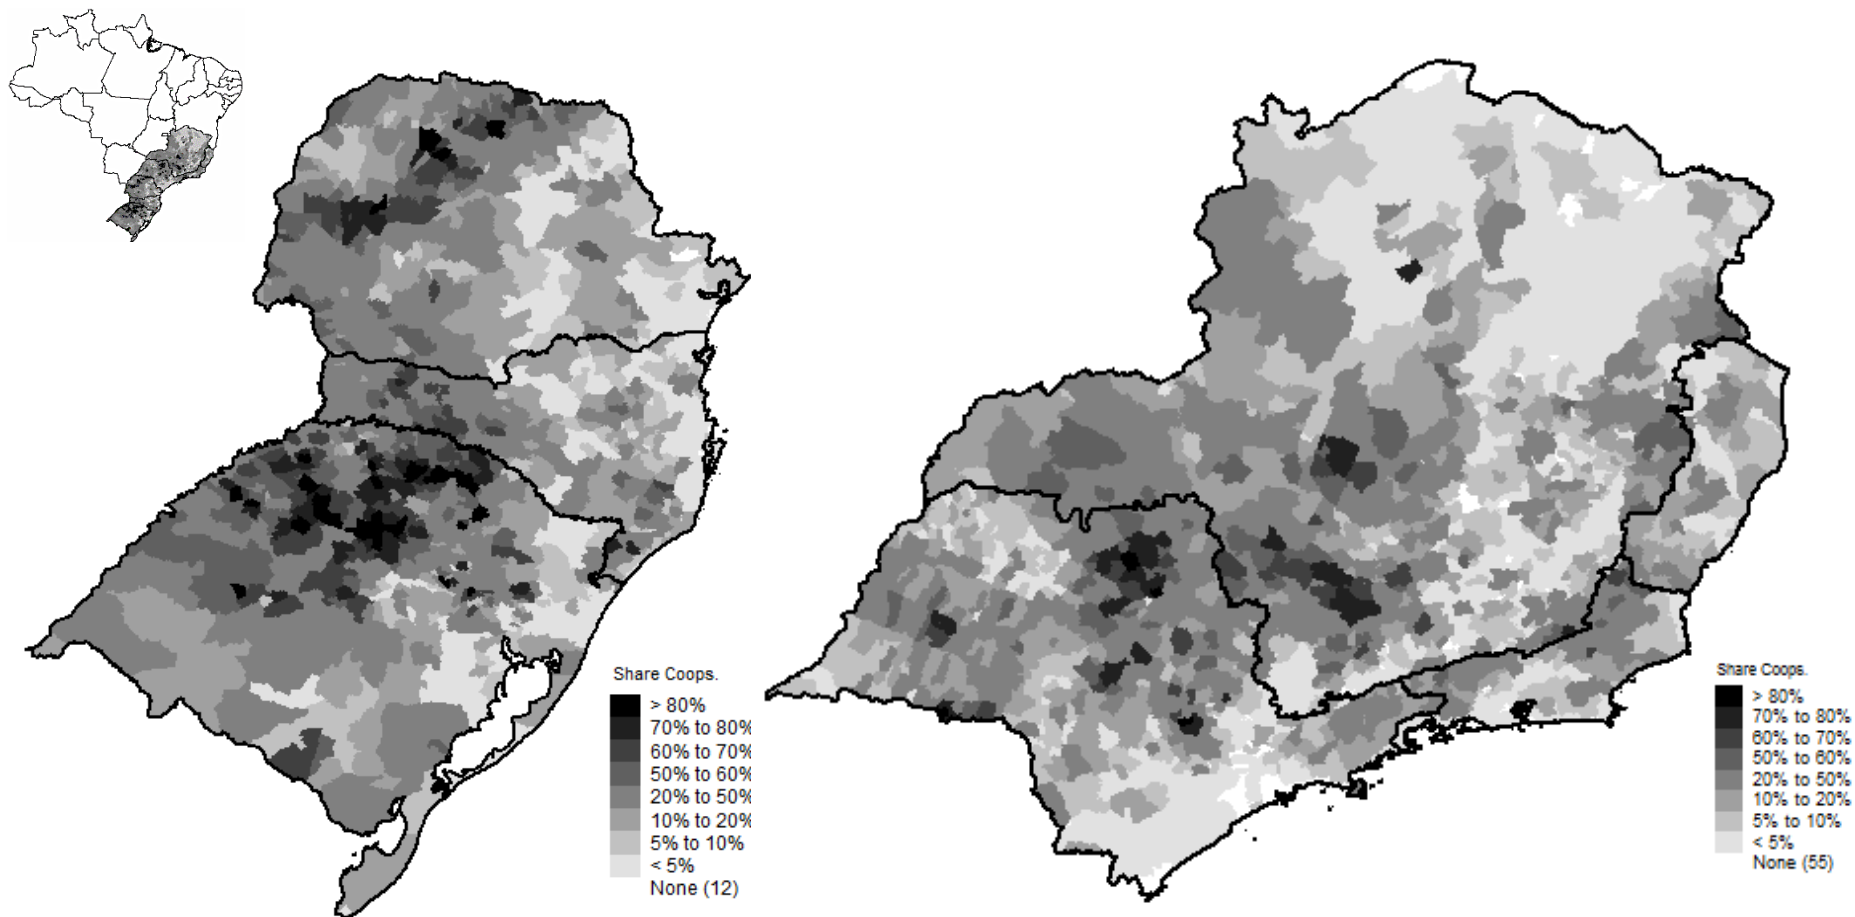 Share Coops.
> 80%
70% to 80%
60% to 70%
50% to 60%
20% to 50%
10% to 20%
5% to 10%
< 5%
None (12)
Share Coops.
> 80%
70% to 80%
60% to 70%
50% to 60%
20% to 50%
10% to 20%
5% to 10%
< 5%
None (55)